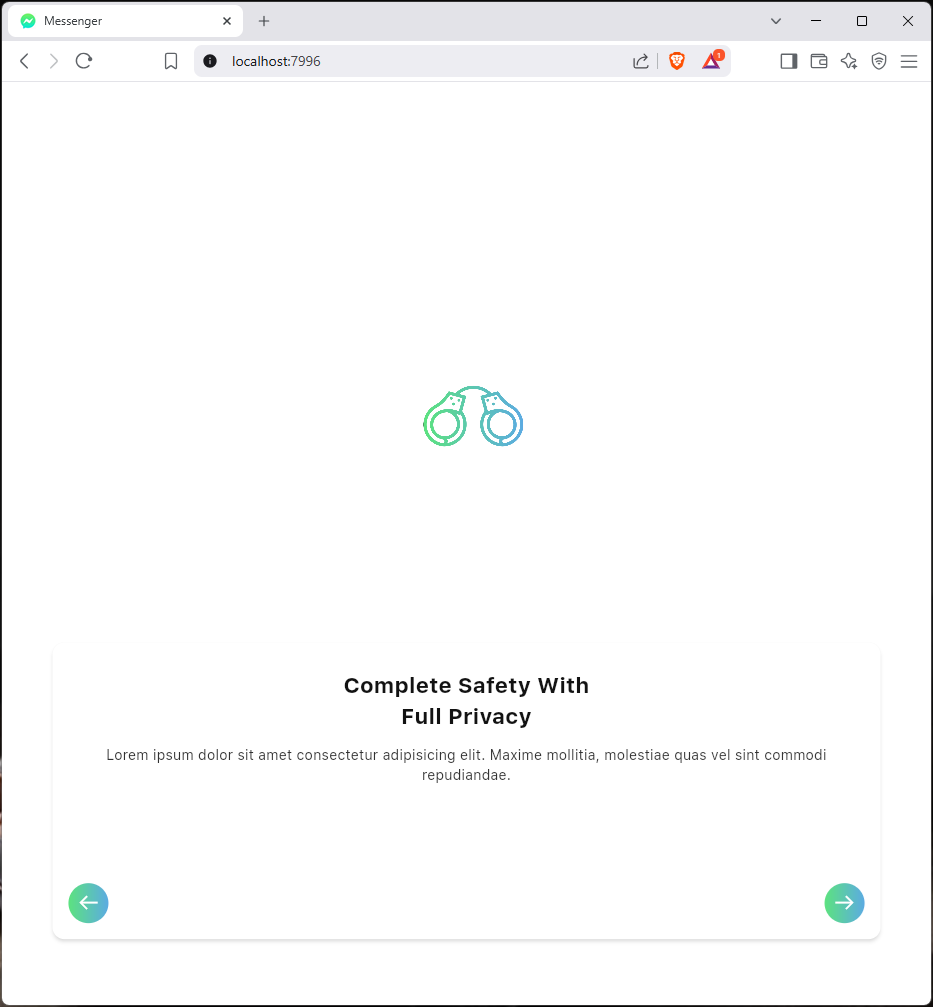 Messenger
localhost:7996
1
Complete Safety With
Full Privacy
Lorem ipsum dolor sit amet consectetur adipisicing elit. Maxime mollitia, molestiae quas vel sint commodi
repudiandae.